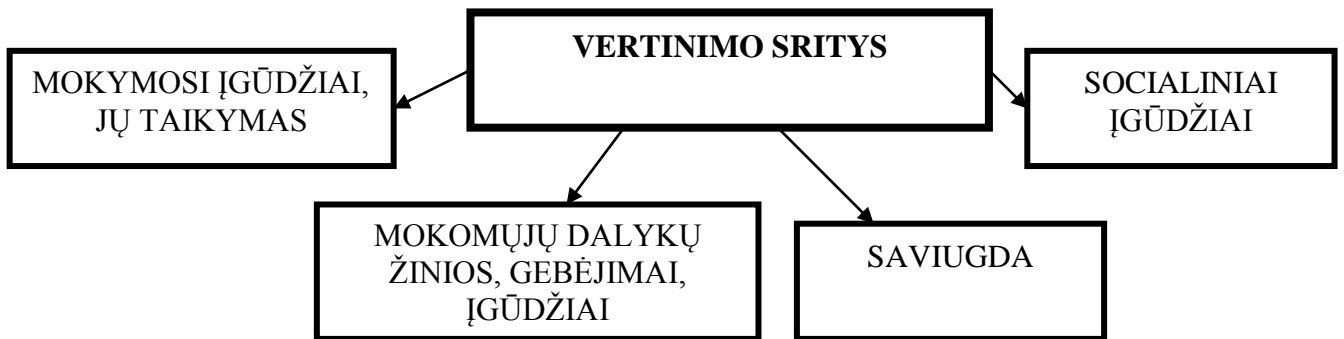 VERTINIMO SRITYS
MOKYMOSI ĮGŪDŽIAI,
JŲ TAIKYMAS
SOCIALINIAI
ĮGŪDŽIAI
MOKOMŲJŲ DALYKŲ
ŽINIOS, GEBĖJIMAI,
ĮGŪDŽIAI
SAVIUGDA